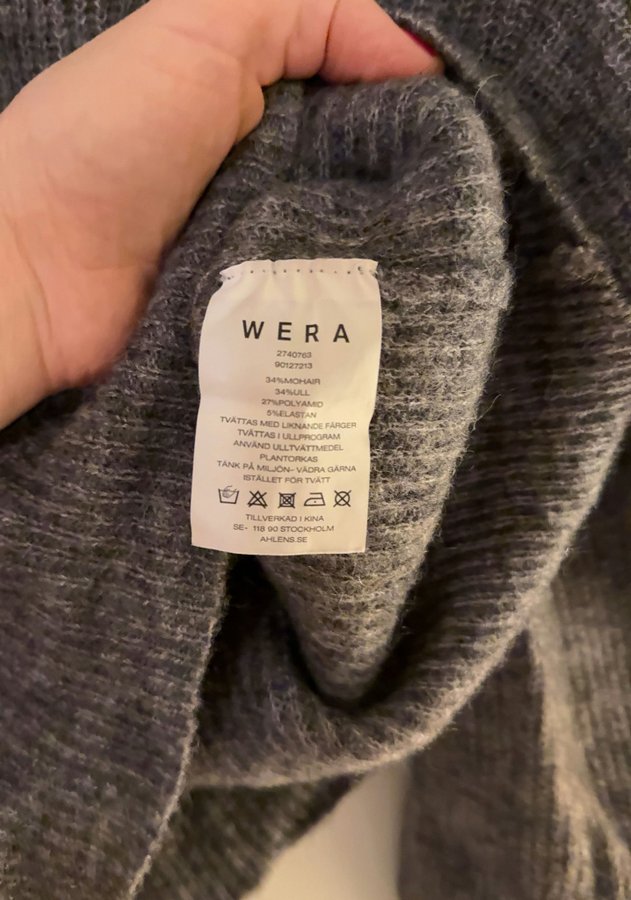 WERA
2740763
90127213
34%MOHAIR
34%ULL
27%POLYAMID
5%ELASTAN
TVÄTTAS MED LIKNANDE FÄRGER
TVÄTTAS I ULLPROGRAM
ANVÄND ULLTVÄTTMEDEL
PLANTORKAS
TÄNK PÅ MILJÖN– VÄDRA GÄRNA
ISTÄLLET FÖR TVÄTT
TILLVERKAD I KINA
SE- 118 90 STOCKHOLM
AHLENS.SE